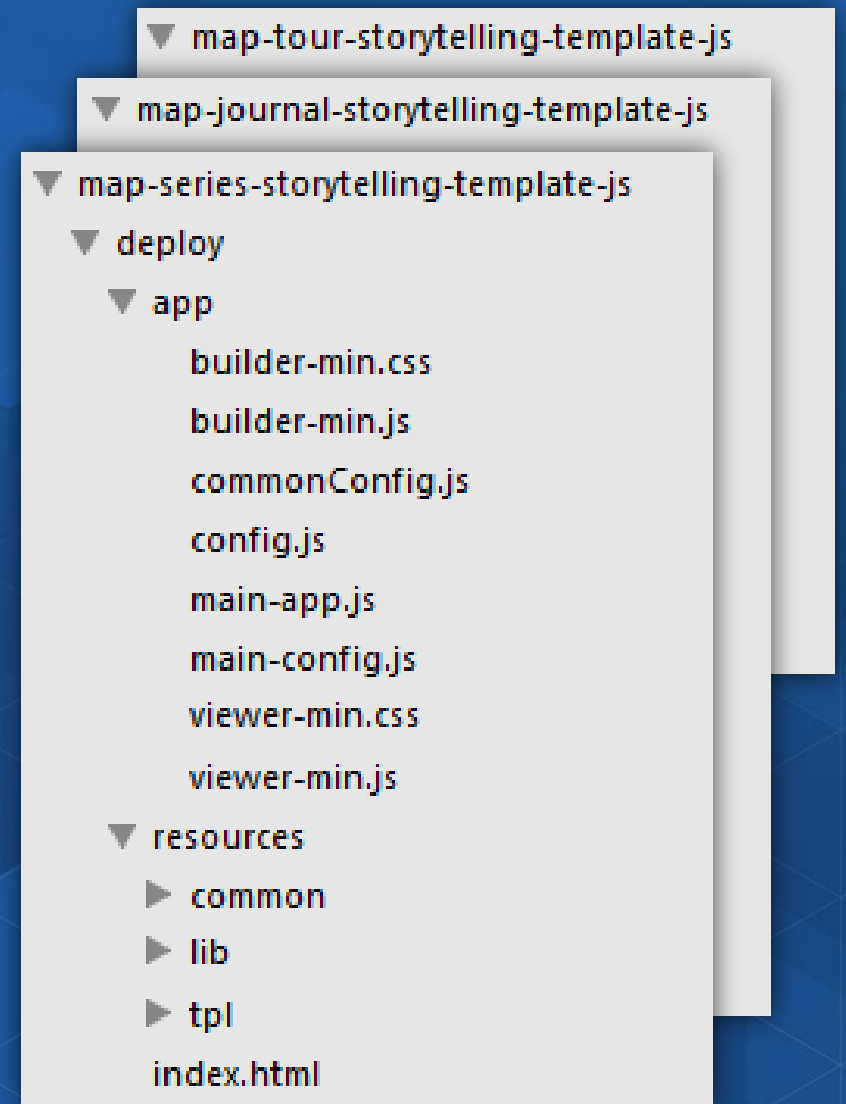 map-tour-storytelling-template-js
map-journal-storytelling-template-js
map-series-storytelling-template-js
deploy
app
builder-min.css
builder-min.js
commonConfig.js
config.js
main-app.js
main-config.js
viewer-min.css
viewer-min.js
resources
common
lib
tpl
index.html